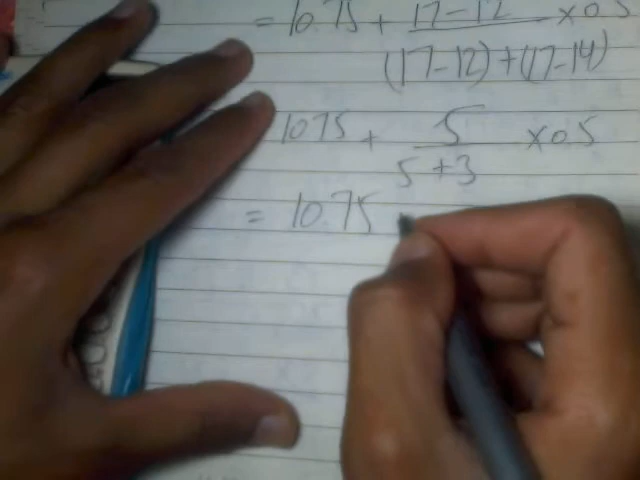 = 10.75 + 17-12 / (17-12)+(17-14) x 0.5
10.75 + 5 / 5+3 x 0.5
= 10.75